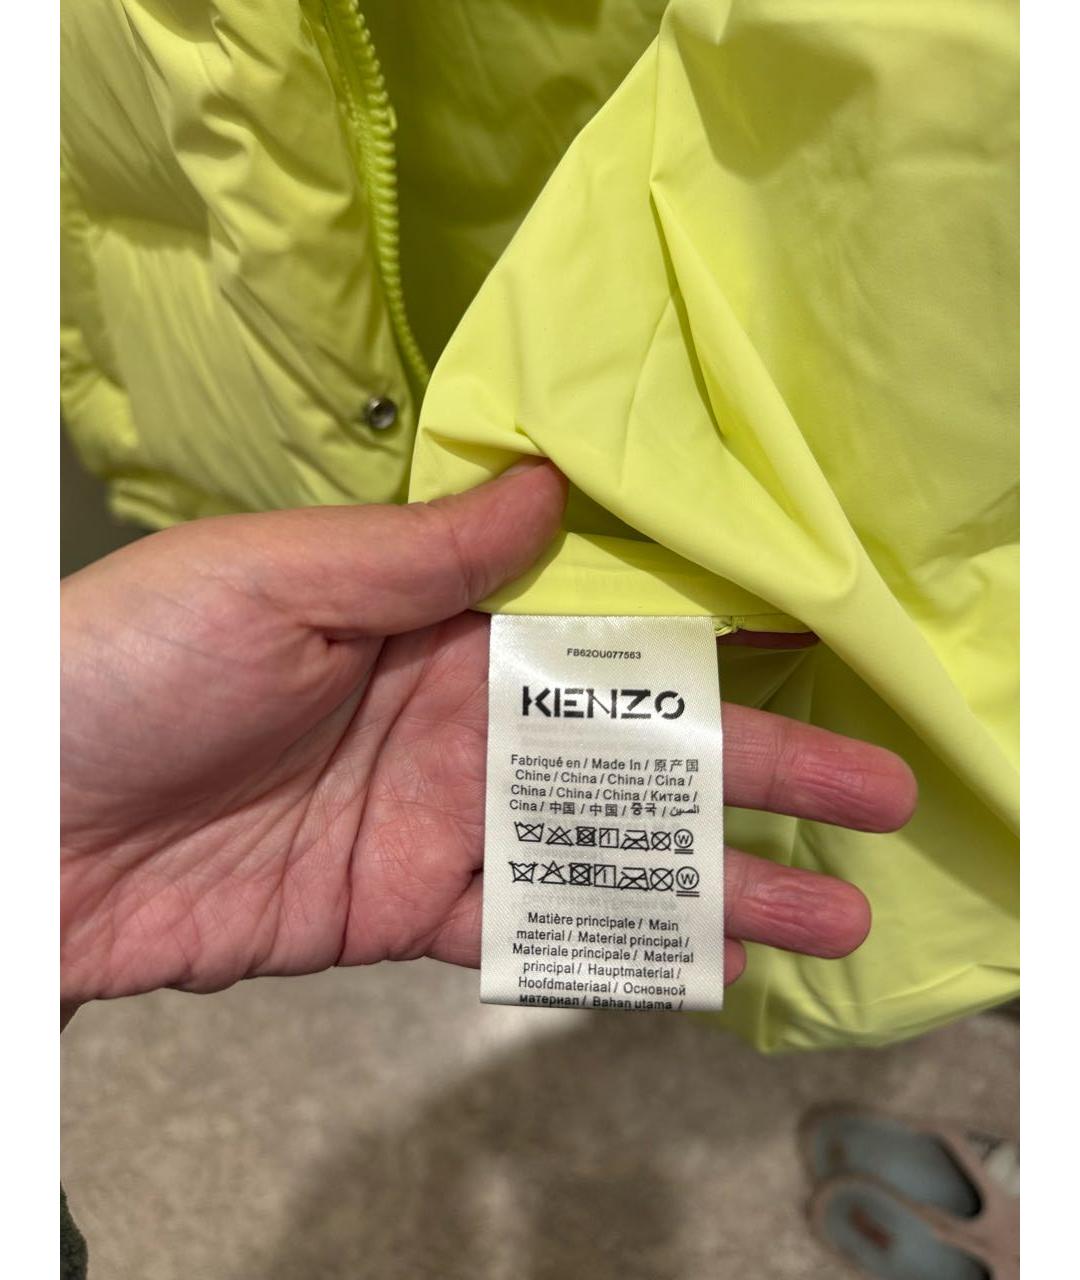 FB62OU077563
KENZO
Fabriqué en / Made In / 原产国
Chine / China / China / Cina /
China / China / China / Китае /
Cina / 中国 / 中国 / 중국 / الصين
W
W
Matière principale / Main
material / Material principal /
Materiale principale / Material
principal / Hauptmaterial /
Hoofdmateriaal / Основной
материал / Bahan utama /